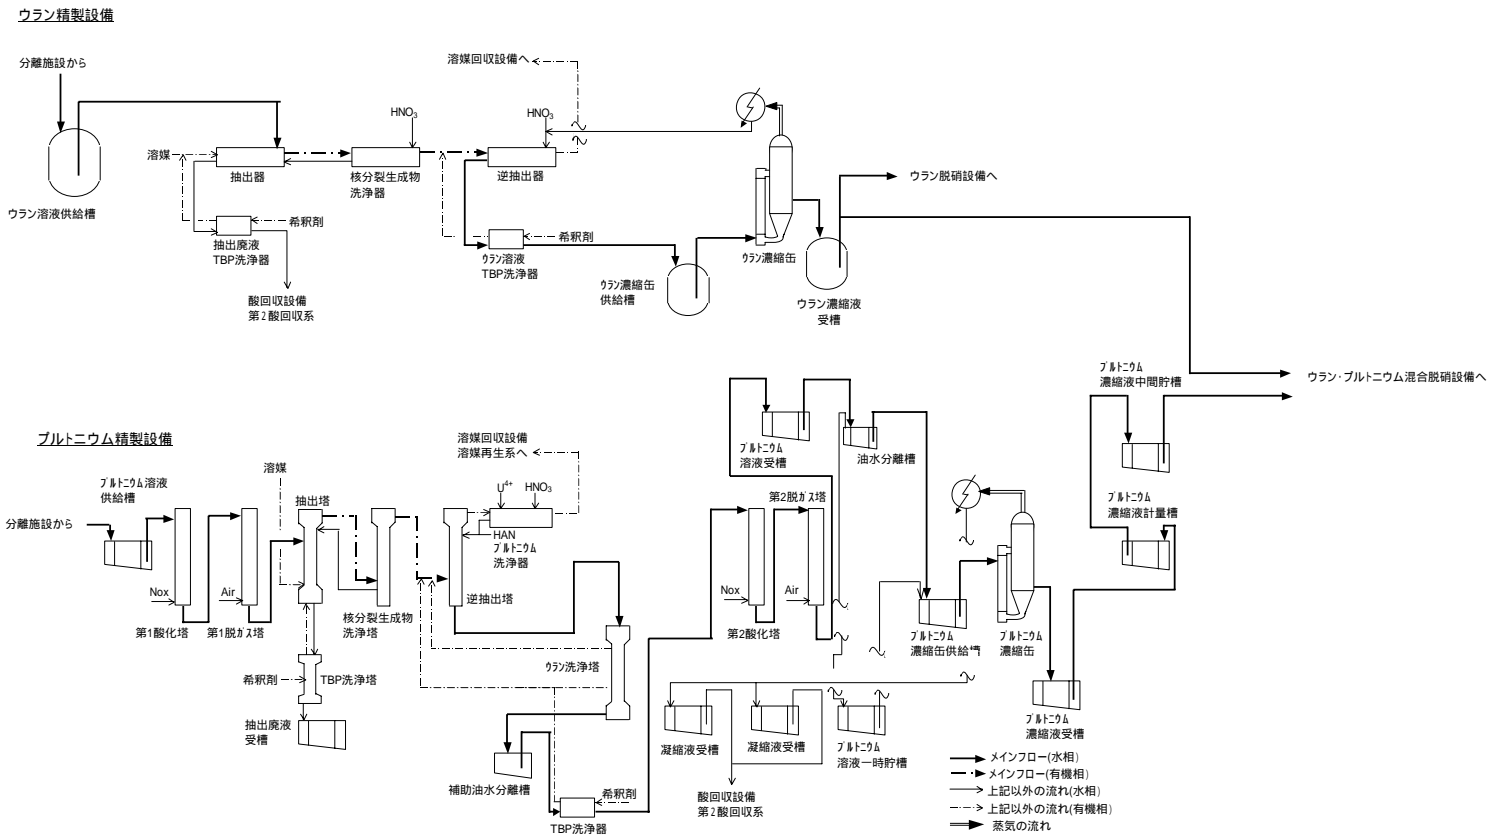 ウラン精製設備
分離施設から
ウラン溶液供給槽
溶媒
抽出器
HNO3
核分裂生成物
洗浄器
溶媒回収設備へ
HNO3
逆抽出器
希釈剤
抽出廃液
TBP洗浄器
酸回収設備
第2酸回収系
希釈剤
ウラン溶液
TBP洗浄器
ウラン濃縮缶
供給槽
ウラン濃縮缶
ウラン濃縮液
受槽
ウラン脱硝設備へ
ウラン・プルトニウム混合脱硝設備へ
プルトニウム精製設備
分離施設から
プルトニウム溶液
供給槽
Nox
第1酸化塔
Air
第1脱ガス塔
溶媒
抽出塔
核分裂生成物
洗浄塔
希釈剤
TBP洗浄塔
抽出廃液
受槽
溶媒回収設備
溶媒再生系へ
U4+
HNO3
HAN
プルトニウム
洗浄器
逆抽出塔
ウラン洗浄塔
補助油水分離槽
希釈剤
TBP洗浄器
Nox
第2酸化塔
Air
第2脱ガス塔
プルトニウム
溶液受槽
油水分離槽
プルトニウム
濃縮缶供給槽
プルトニウム
濃縮缶
凝縮液受槽
凝縮液受槽
プルトニウム
溶液一時貯槽
酸回収設備
第2酸回収系
プルトニウム
濃縮液受槽
プルトニウム
濃縮液計量槽
プルトニウム
濃縮液中間貯槽
メインフロー(水相)
メインフロー(有機相)
上記以外の流れ(水相)
上記以外の流れ(有機相)
蒸気の流れ